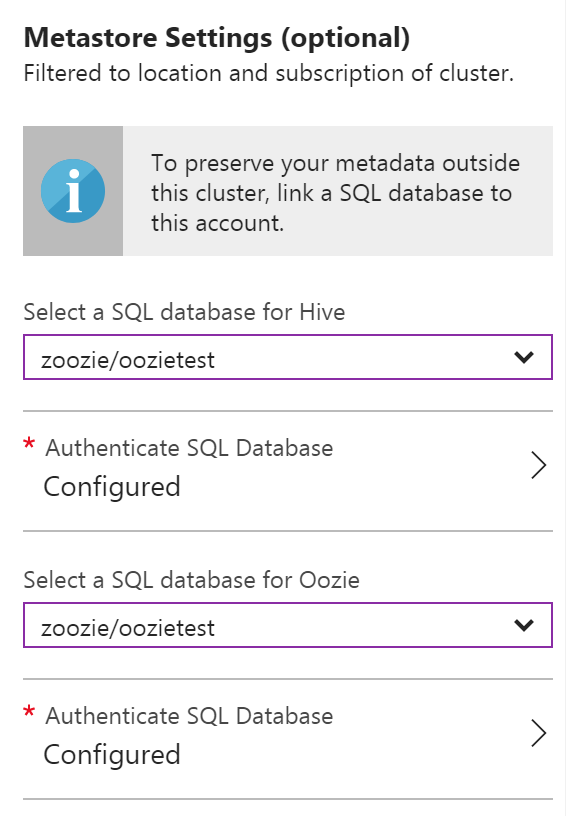 Metastore Settings (optional)
Filtered to location and subscription of cluster.
To preserve your metadata outside
this cluster, link a SQL database to
this account.
Select a SQL database for Hive
zoozie/oozietest
* Authenticate SQL Database
Configured
Select a SQL database for Oozie
zoozie/oozietest
* Authenticate SQL Database
Configured